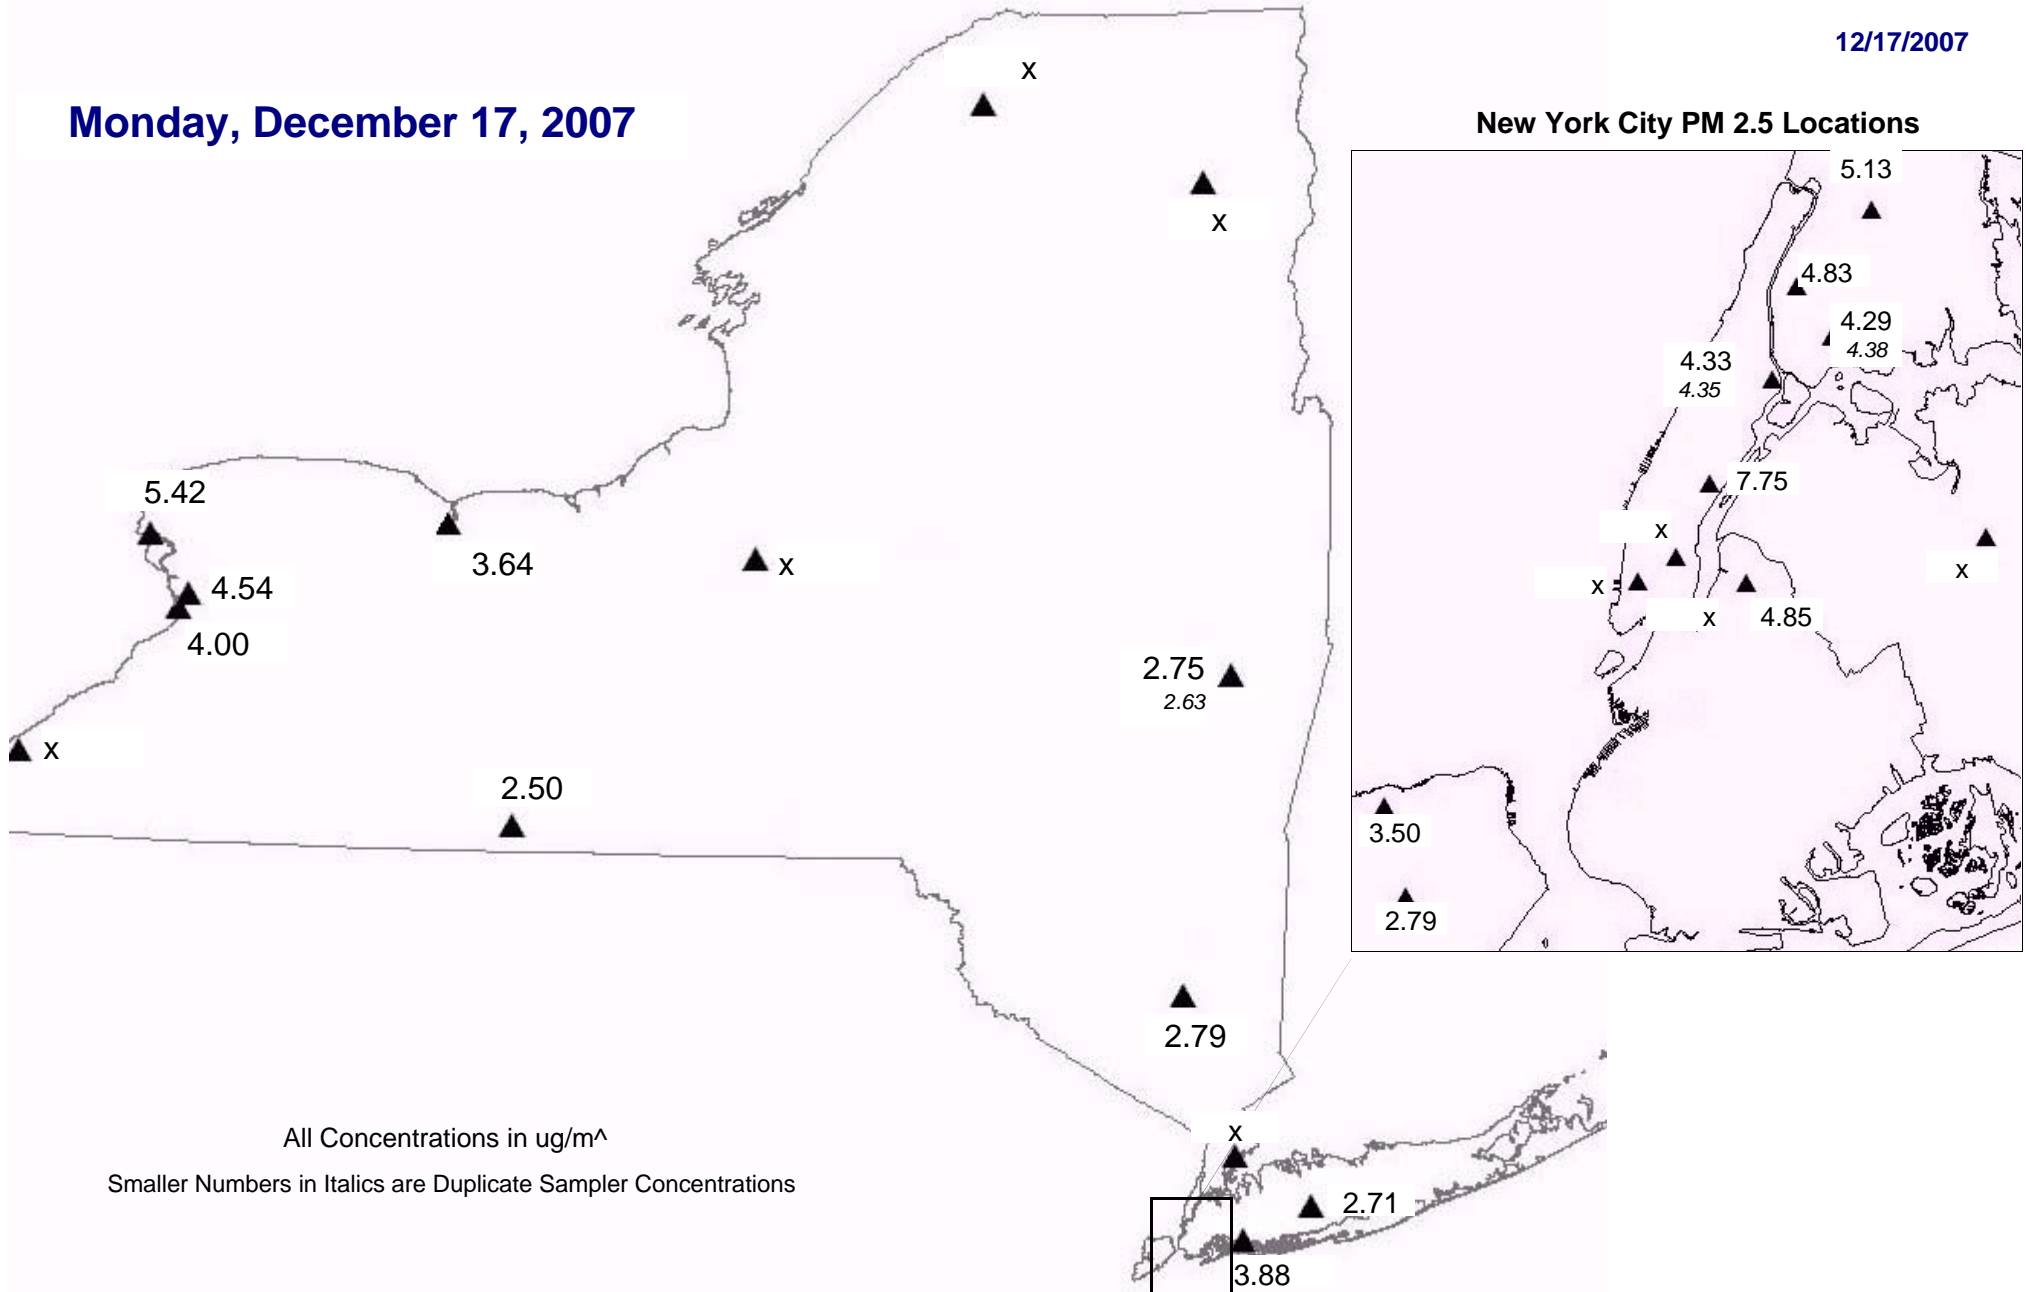 12/17/2007
Monday, December 17, 2007
New York City PM 2.5 Locations
x
x
5.42
3.64
x
4.54
4.00
2.75
2.63
x
2.50
2.79
x
2.71
3.88
5.13
4.83
4.29
4.38
4.33
4.35
7.75
x
x
x
x
4.85
3.50
2.79
All Concentrations in ug/m^
Smaller Numbers in Italics are Duplicate Sampler Concentrations